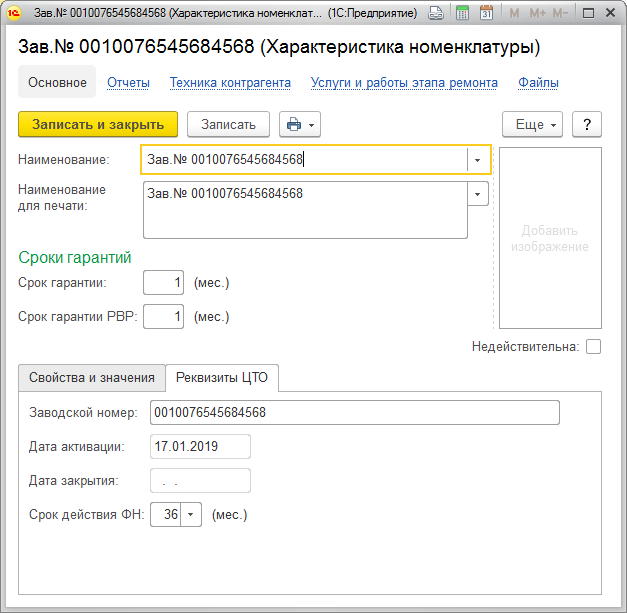 Зав.№ 0010076545684568 (Характеристика номенклат... (1С:Предприятие)
31 M M+ M−
Зав.№ 0010076545684568 (Характеристика номенклатуры)
Основное Отчеты Техника контрагента Услуги и работы этапа ремонта Файлы
Записать и закрыть Записать Еще ?
Наименование: Зав.№ 0010076545684568
Наименование Зав.№ 0010076545684568
для печати:
Добавить
изображение
Сроки гарантий
Срок гарантии: 1 (мес.)
Срок гарантии РВР: 1 (мес.)
Недействительна:
Свойства и значения Реквизиты ЦТО
Заводской номер: 0010076545684568
Дата активации: 17.01.2019
Дата закрытия: . .
Срок действия ФН: 36 (мес.)